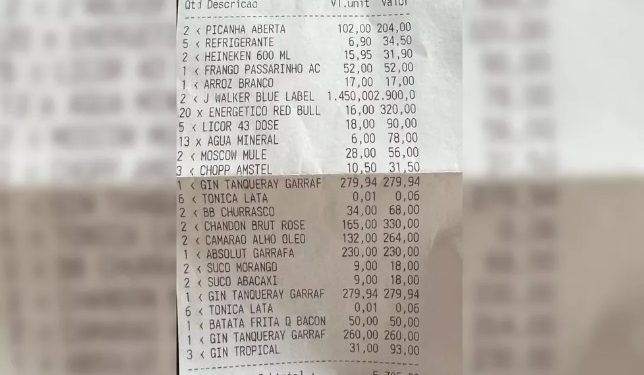 Qtd Descricao Vl.unit Valor
2 < PICANHA ABERTA 102,00 204,00
5 < REFRIGERANTE 6,90 34,50
2 < HEINEKEN 600 ML 15,95 31,90
1 < FRANGO PASSARINHO AC 52,00 52,00
1 < ARROZ BRANCO 17,00 17,00
2 < J WALKER BLUE LABEL 1.450,002.900,0
20 x ENERGETICO RED BULL 16,00 320,00
5 < LICOR 43 DOSE 18,00 90,00
13 x AGUA MINERAL 6,00 78,00
2 < MOSCOW MULE 28,00 56,00
3 < CHOPP AMSTEL 10,50 31,50
1 < GIN TANQUERAY GARRAF 279,94 279,94
6 < TONICA LATA 0,01 0,06
2 < BB CHURRASCO 34,00 68,00
2 < CHANDON BRUT ROSE 165,00 330,00
2 < CAMARAO ALHO OLEO 132,00 264,00
1 < ABSOLUT GARRAFA 230,00 230,00
2 < SUCO MORANGO 9,00 18,00
2 < SUCO ABACAXI 9,00 18,00
1 < GIN TANQUERAY GARRAF 279,94 279,94
6 < TONICA LATA 0,01 0,06
1 < BATATA FRITA Q BACON 50,00 50,00
1 < GIN TANQUERAY GARRAF 260,00 260,00
3 < GIN TROPICAL 31,00 93,00